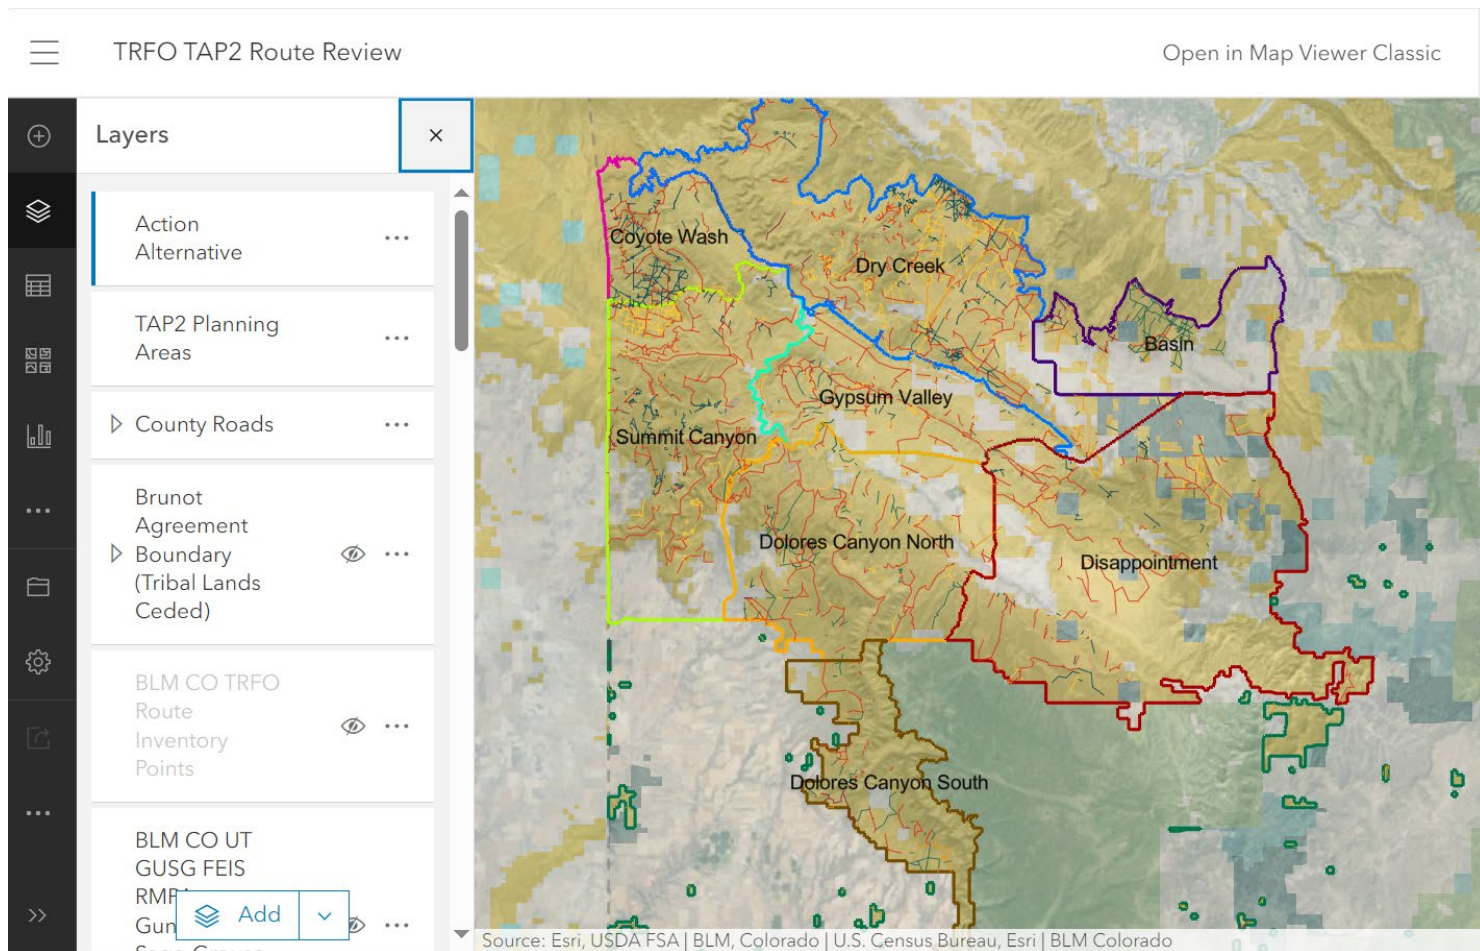 TRFO TAP2 Route Review
Open in Map Viewer Classic
Layers
Action
Alternative
TAP2 Planning
Areas
County Roads
Brunot
Agreement
Boundary
(Tribal Lands
Ceded)
BLM CO TRFO
Route
Inventory
Points
BLM CO UT
GUSG FEIS
Add
Coyote Wash
Dry Creek
Basin
Gypsum Valley
Summit Canyon
Dolores Canyon North
Disappointment
Dolores Canyon South
Source: Esri, USDA FSA | BLM, Colorado | U.S. Census Bureau, Esri | BLM Colorado